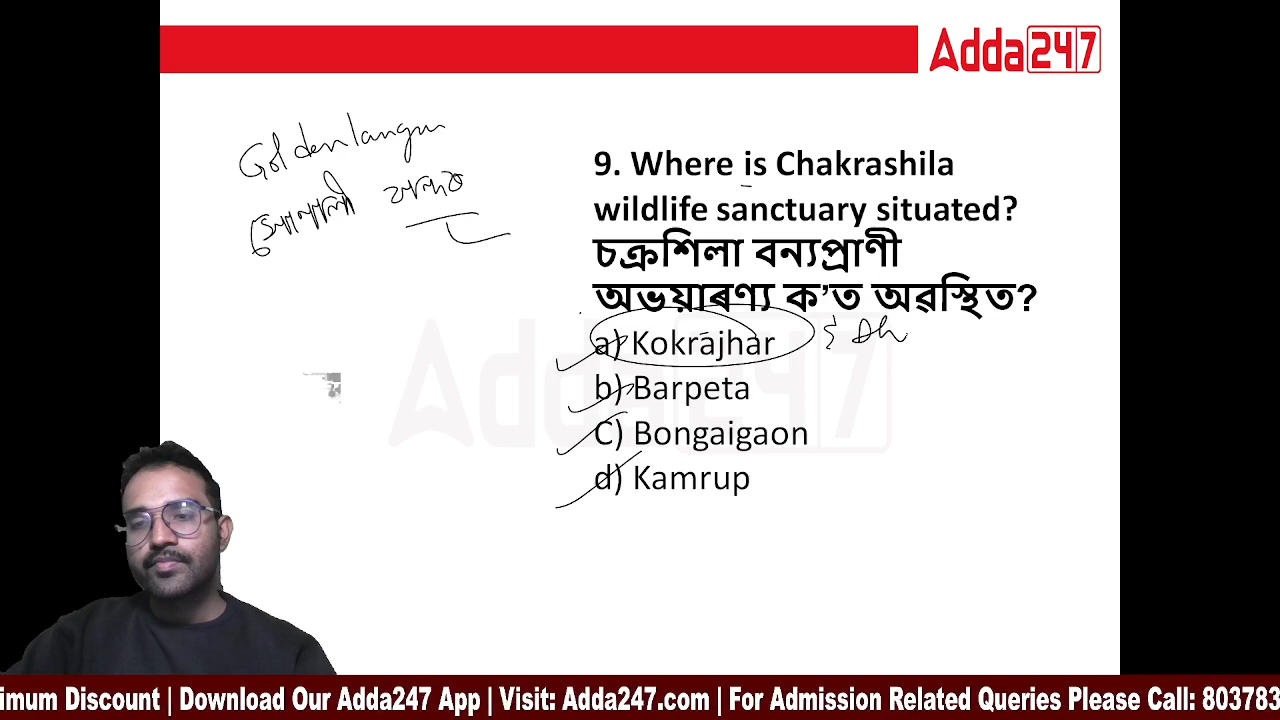 Adda247
Golden langur
সোণালী বান্দৰ
9. Where is Chakrashila
wildlife sanctuary situated?
চক্ৰশিলা বন্যপ্ৰাণী
অভয়াৰণ্য ক’ত অৱস্থিত?
a) Kokrajhar
b) Barpeta
C) Bongaigaon
d) Kamrup
imum Discount | Download Our Adda247 App | Visit: Adda247.com | For Admission Related Queries Please Call: 803783